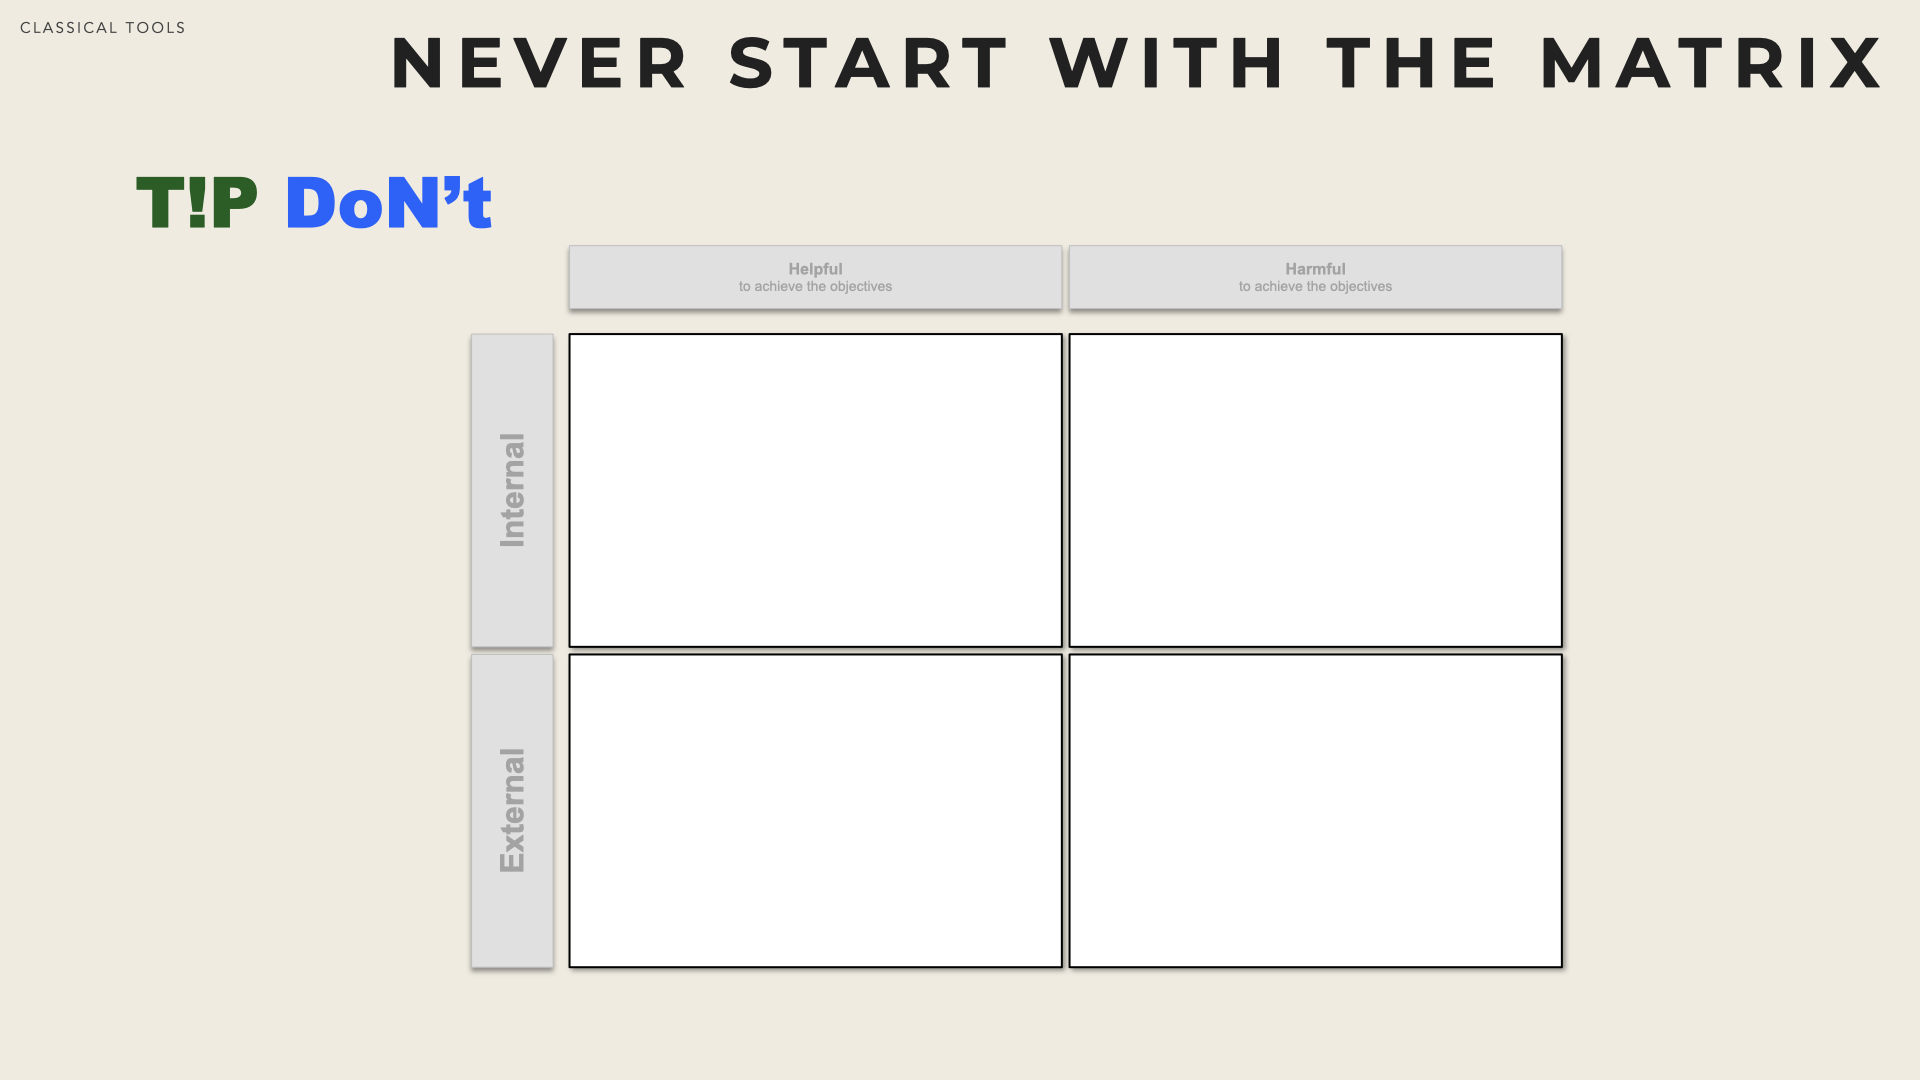 CLASSICAL TOOLS
NEVER START WITH THE MATRIX
T!P DoN’t
Helpful
to achieve the objectives
Harmful
to achieve the objectives
Internal
External